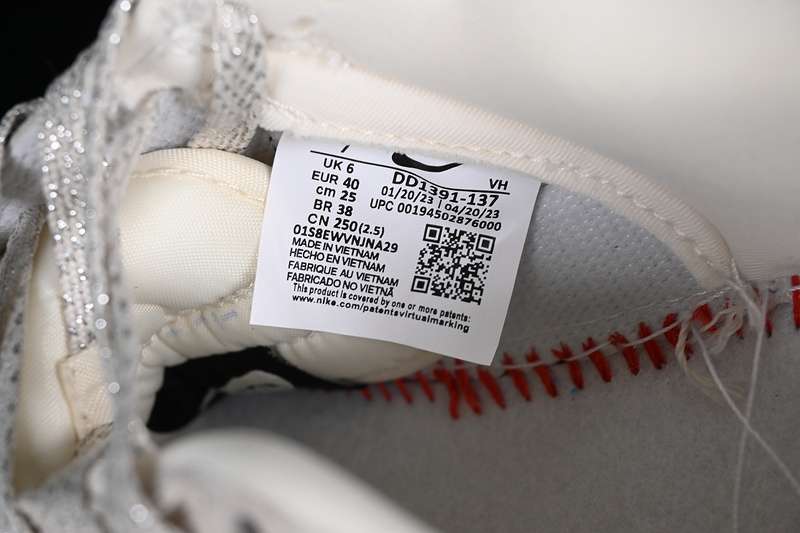 UK 6
EUR 40
cm 25
BR 38
CN 250(2.5)
VH
DD1391-137
01/20/23 | 04/20/23
UPC 00194502876000
01S8EWVNJNA29
MADE IN VIETNAM
HECHO EN VIETNAM
FABRIQUE AU VIETNAM
FABRICADO NO VIETNÃ
This product is covered by one or more patents:
www.nike.com/patentsvirtualmarking